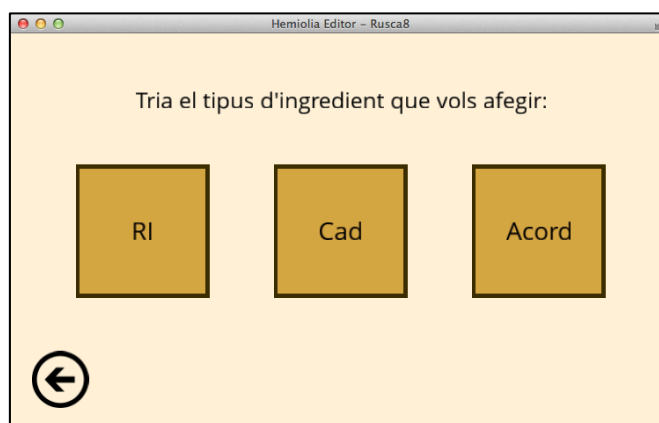 Hemiolia Editor – Rusca8
Tria el tipus d'ingredient que vols afegir:
RI
Cad
Acord